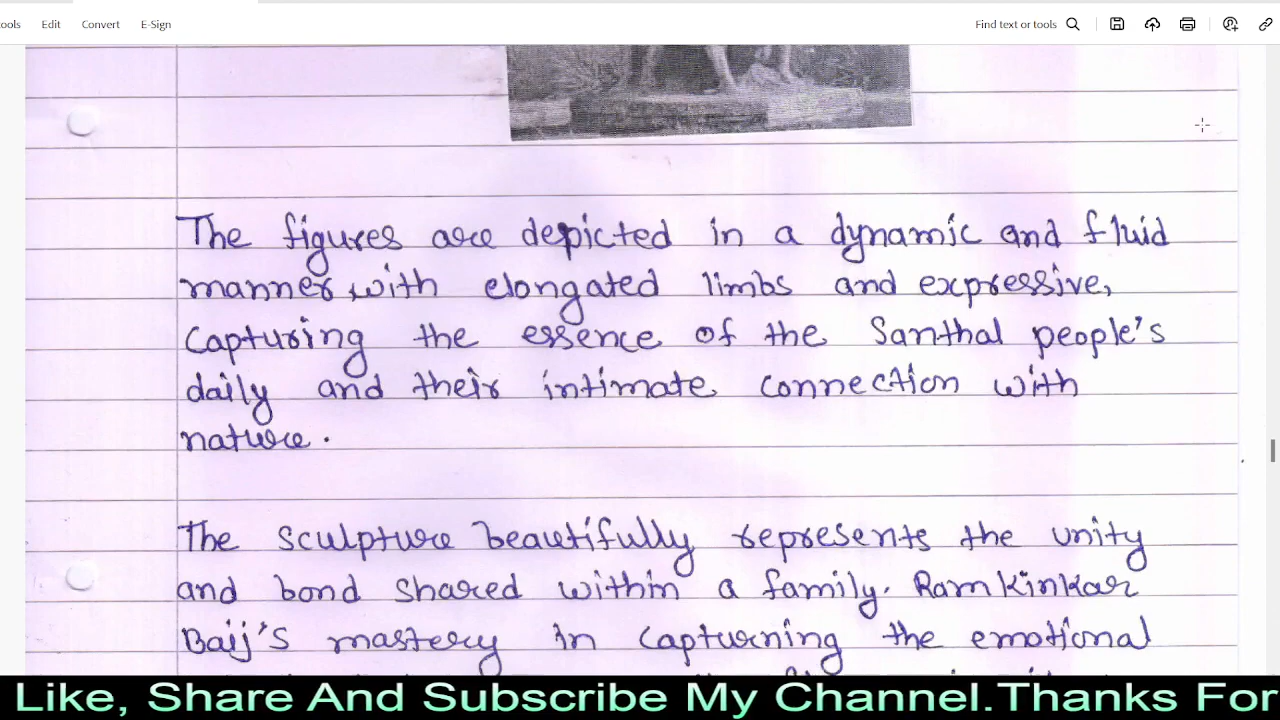 ools Edit Convert E-Sign Find text or tools
The figures are depicted in a dynamic and fluid
manner with elongated limbs and expressive,
Capturing the essence of the Santhal people's
daily and their intimate connection with
nature.
The sculpture beautifully represents the unity
and bond shared within a family. Ramkinkar
Baij's mastery in capturning the emotional
Like, Share And Subscribe My Channel.Thanks For